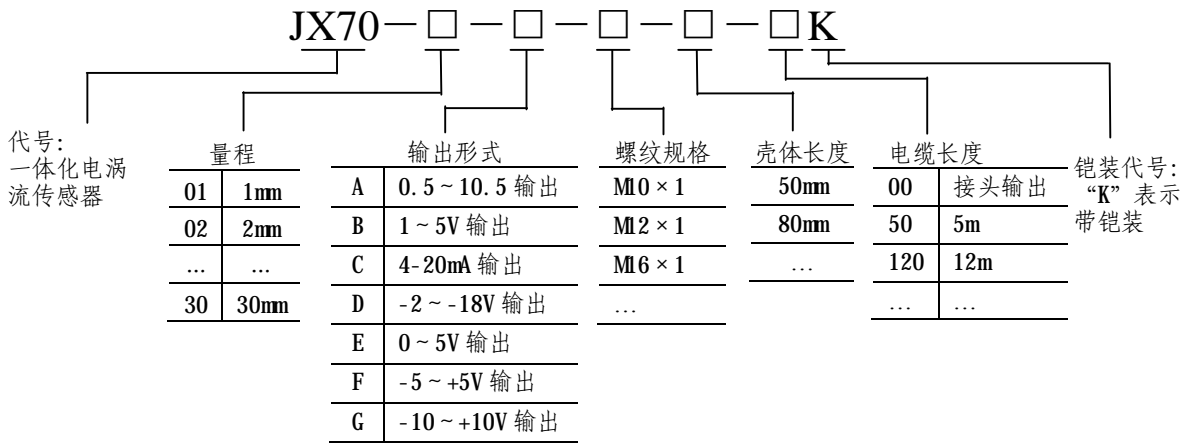 JX70—□—□—□—□—□K
代号:
一体化电涡
流传感器
量程
01 1mm
02 2mm
... ...
30 30mm
输出形式
A 0.5~10.5 输出
B 1~5V 输出
C 4-20mA 输出
D -2~-18V 输出
E 0~5V 输出
F -5~+5V 输出
G -10~+10V 输出
螺纹规格
M10×1
M12×1
M16×1
...
壳体长度
50mm
80mm
...
电缆长度
00 接头输出
50 5m
120 12m
... ...
铠装代号:
“K”表示
带铠装